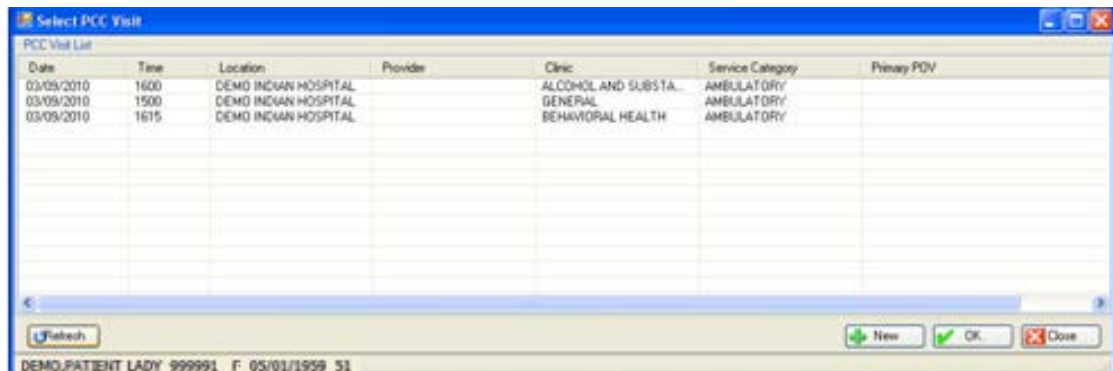 Select PCC Visit
PCC Visit List
Date Time Location Provider Clinic Service Category Primary POV
03/09/2010 1600 DEMO INDIAN HOSPITAL ALCOHOL AND SUBSTA... AMBULATORY
03/09/2010 1500 DEMO INDIAN HOSPITAL GENERAL AMBULATORY
03/09/2010 1615 DEMO INDIAN HOSPITAL BEHAVIORAL HEALTH AMBULATORY
Refresh New OK Close
DEMO,PATIENT LADY 999991 F 05/01/1959 51